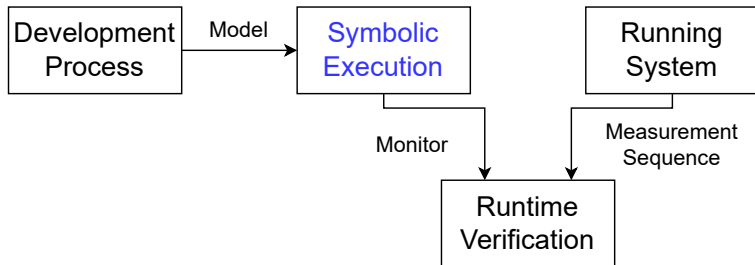 Development
Process
Model
Symbolic
Execution
Running
System
Monitor
Measurement
Sequence
Runtime
Verification